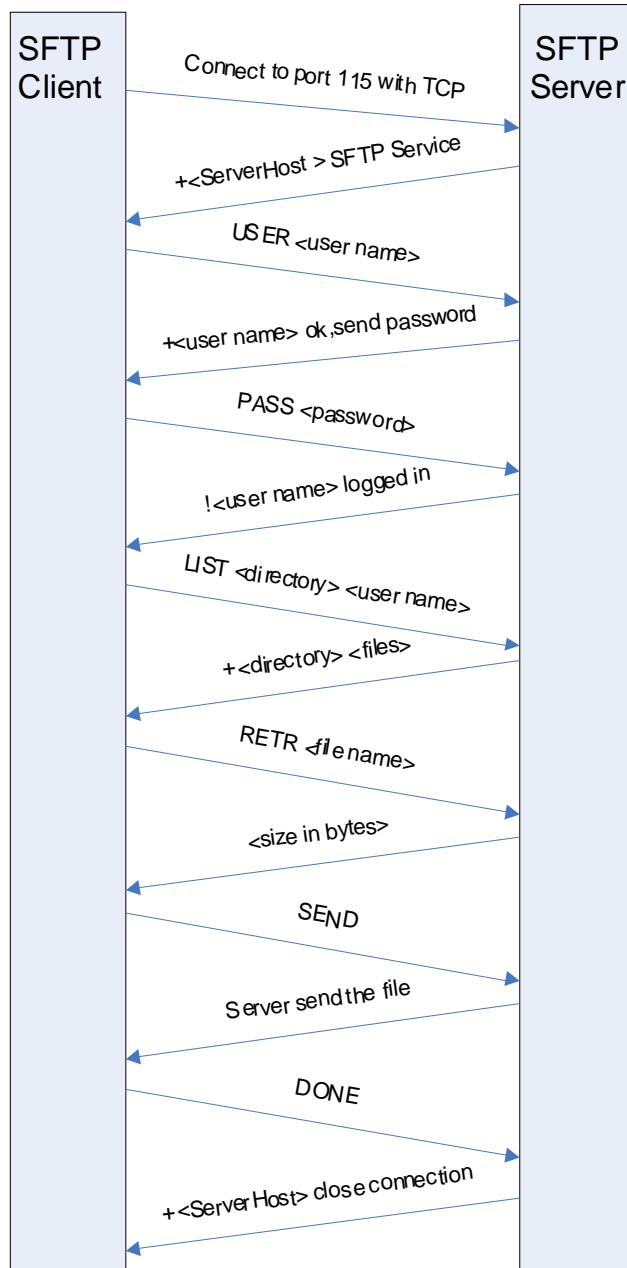 SFTP
Client
SFTP
Server
Connect to port 115 with TCP
+<ServerHost > SFTP Service
USER <user name>
+<user name> ok,send password
PASS <password>
!<user name> logged in
LIST <directory> <user name>
+<directory> <files>
RETR <file name>
<size in bytes>
SEND
Server send the file
DONE
+<ServerHost> close connection